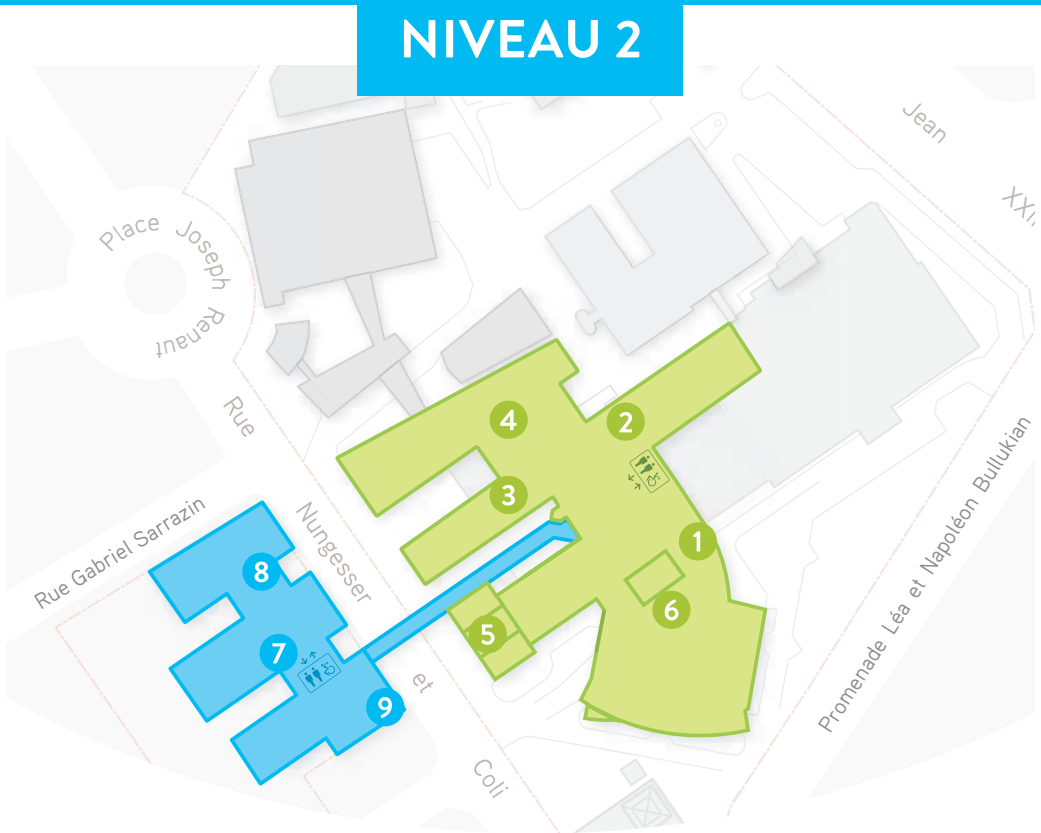 NIVEAU 2
Jean
XXIII
Place Joseph Renaut
4
2
3
Rue Nungesser et Coli
1
Rue Gabriel Sarrazin
8
6
5
7
9
Promenade Léa et Napoléon Bullukian